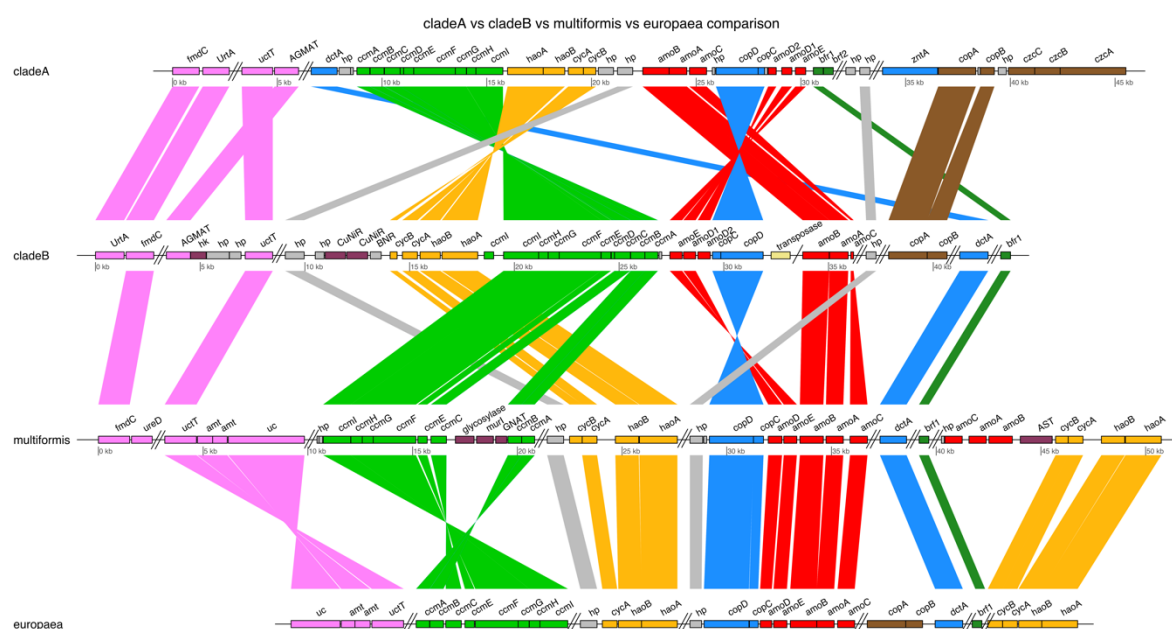 cladeA vs cladeB vs multiformis vs europaea comparison
fmdC UrtA uctT AGMAT dctA hp ccmA ccmB ccmC ccmD ccmE ccmF ccmG ccmH ccmI haoA haoB cycA cycB hp hp amoB amoA amoC hp copD copC amoD2 amoD1 amoE bfr1 brf2 hp hp zntA copA copB hp czcC czcB czcA
cladeA
0 kb 5 kb 10 kb 15 kb 20 kb 25 kb 30 kb 35 kb 40 kb 45 kb
UrtA fmdC AGMAT hk hp hp uctT hp hp CuNiR CuNiR BNR cycB cycA haoB haoA ccmI ccmI ccmH ccmG ccmF ccmE ccmD ccmC ccmB ccmA amoE amoD1 amoD2 copC copD transposase amoB amoA amoC hp copA copB dctA bfr1
cladeB
0 kb 5 kb 10 kb 15 kb 20 kb 25 kb 30 kb 35 kb 40 kb
fmdC ureD uctT amt amt uc hp ccmI ccmH ccmG ccmF ccmE ccmC glycosylase murI GNAT ccmB ccmA hp cycB cycA haoB haoA hp copD copC amoD amoE amoB amoA amoC dctA brf1 hp amoC amoA amoB AST cycB cycA haoB haoA
multiformis
0 kb 5 kb 10 kb 15 kb 20 kb 25 kb 30 kb 35 kb 40 kb 45 kb 50 kb
uc amt amt uctT ccmA ccmB ccmC ccmE ccmF ccmG ccmH ccmI hp cycA haoB haoA hp copD copC amoD amoE amoB amoA amoC copA copB dctA brf1 cycB cycA haoB haoA
europaea